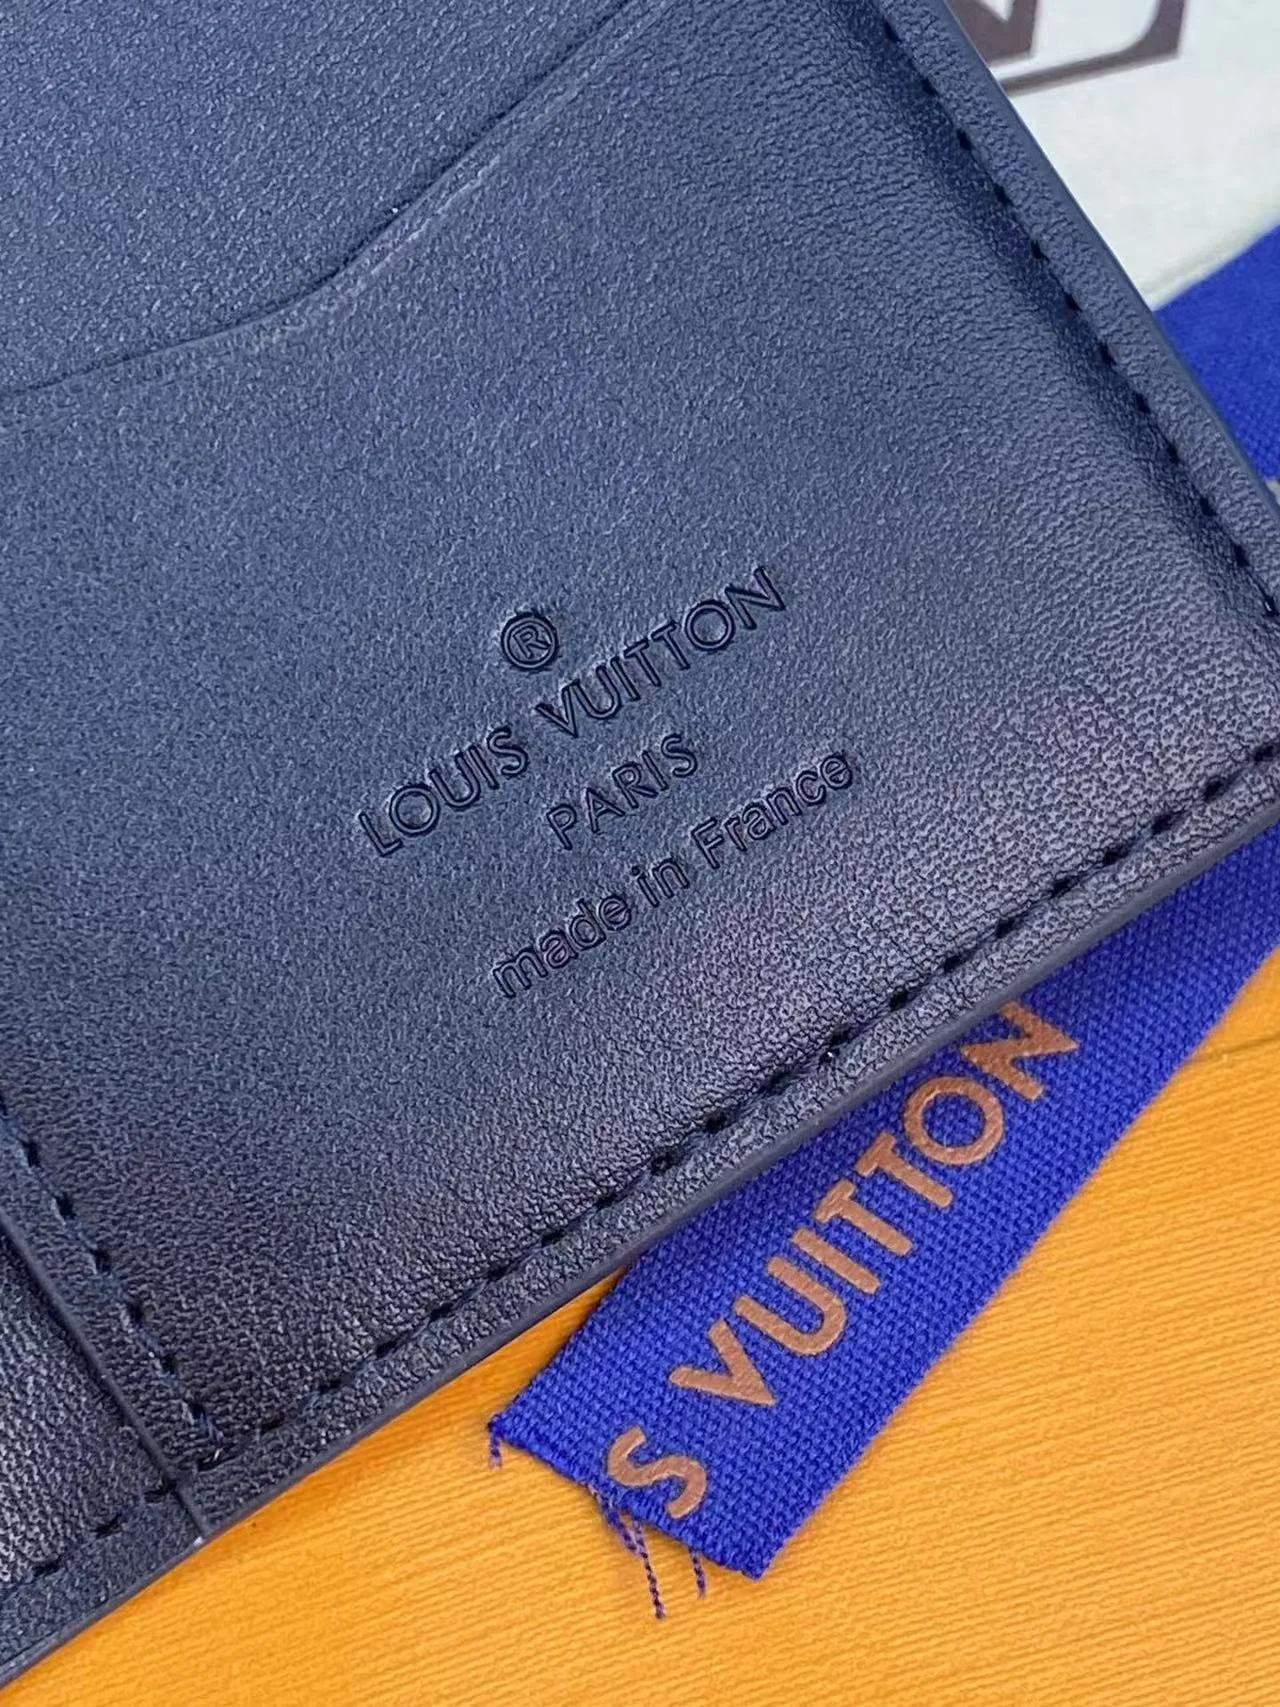 ®
LOUIS VUITTON
PARIS
made in France
S VUITTON